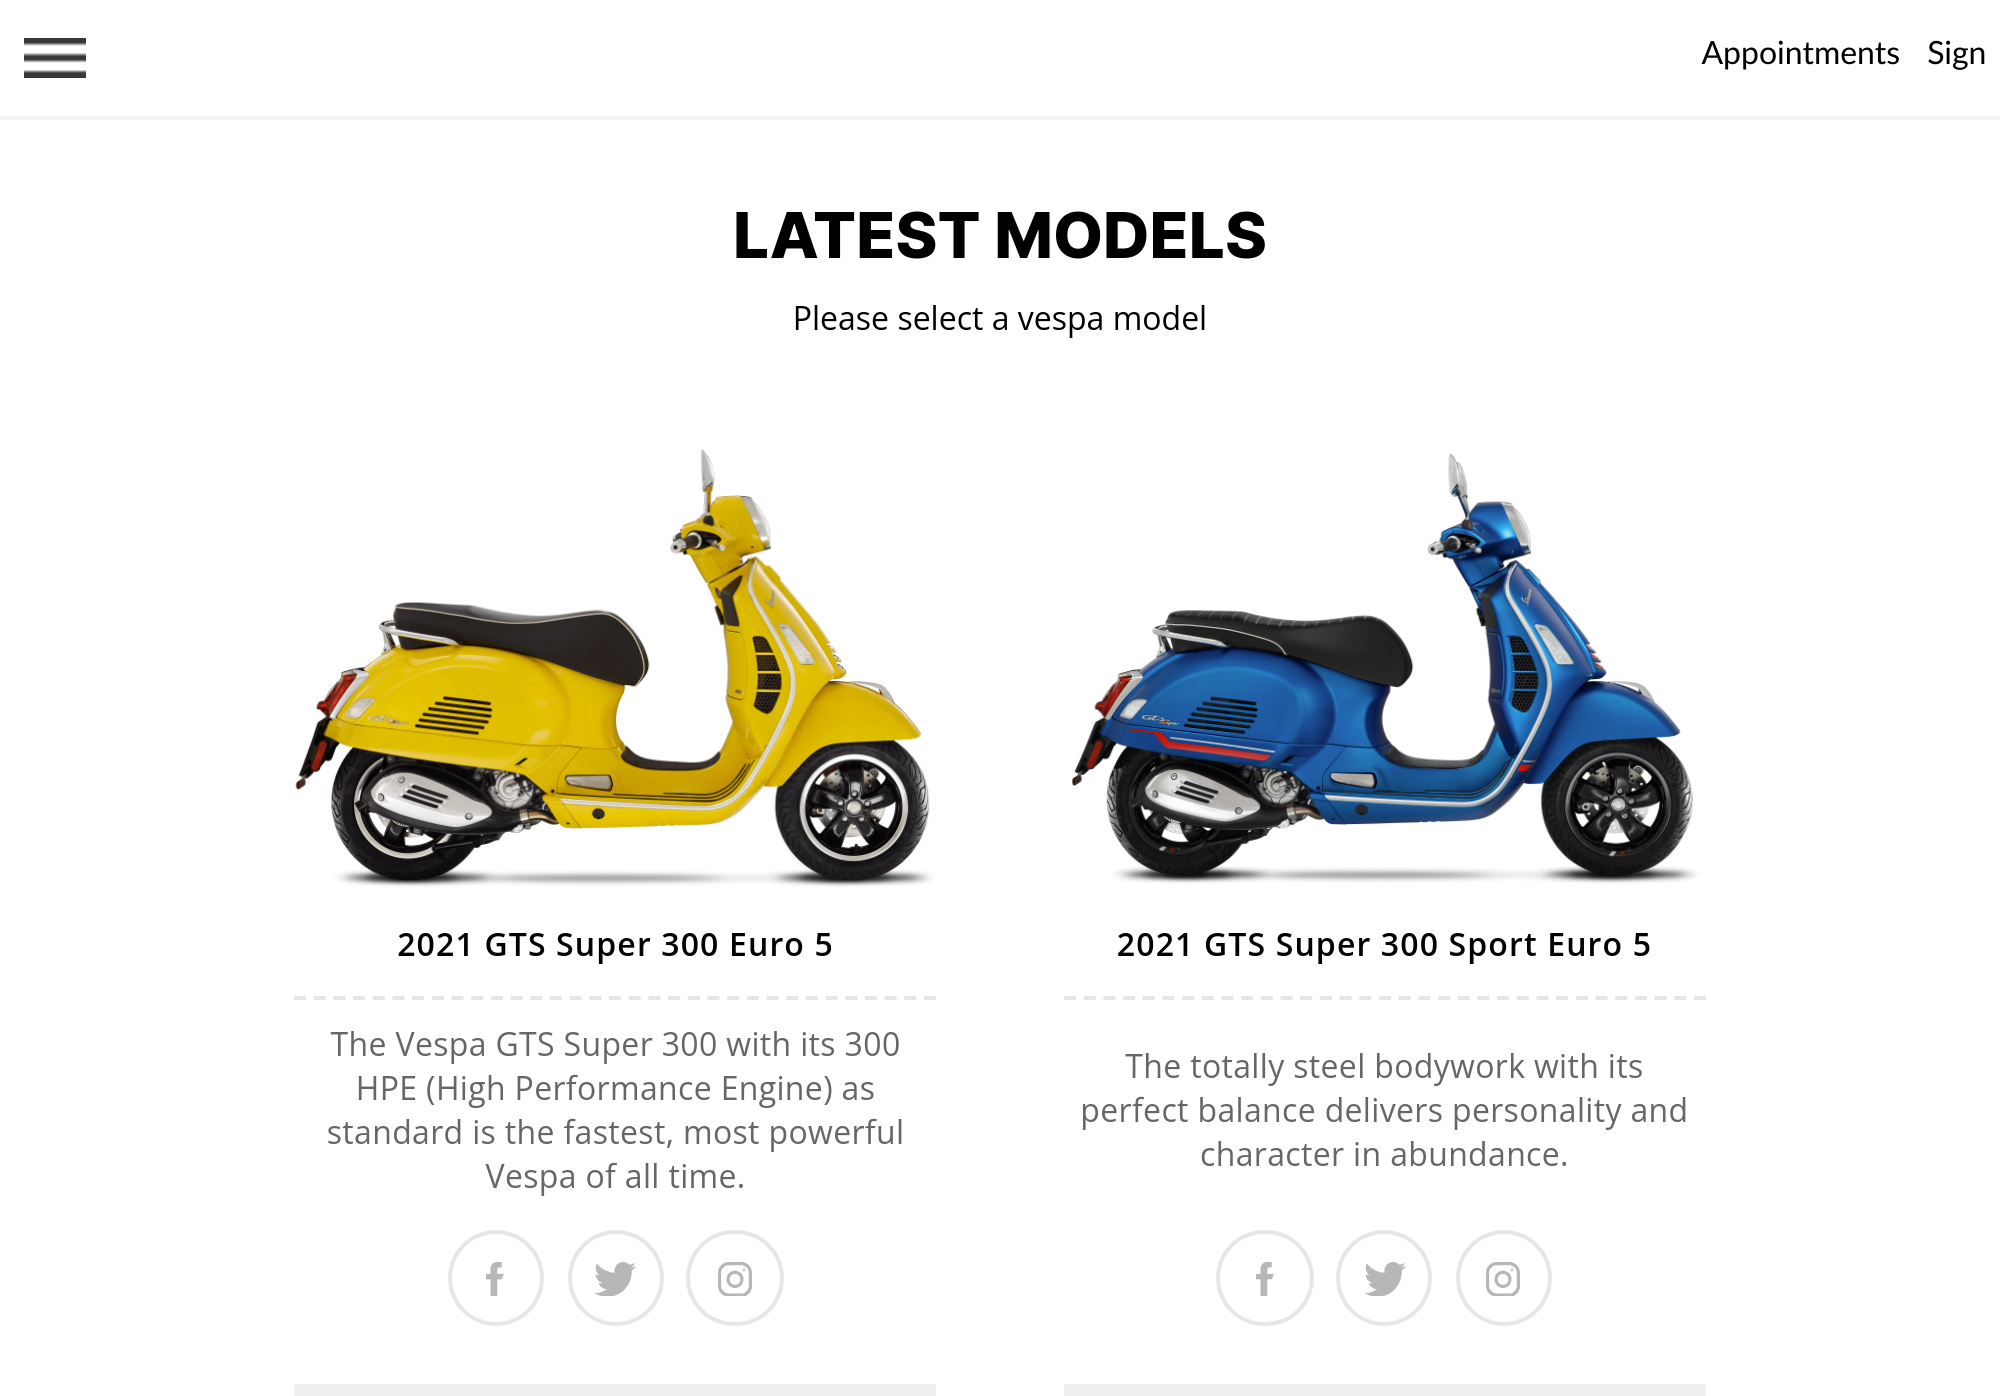 Appointments Sign
LATEST MODELS
Please select a vespa model
2021 GTS Super 300 Euro 5
2021 GTS Super 300 Sport Euro 5
The Vespa GTS Super 300 with its 300
HPE (High Performance Engine) as
standard is the fastest, most powerful
Vespa of all time.
The totally steel bodywork with its
perfect balance delivers personality and
character in abundance.